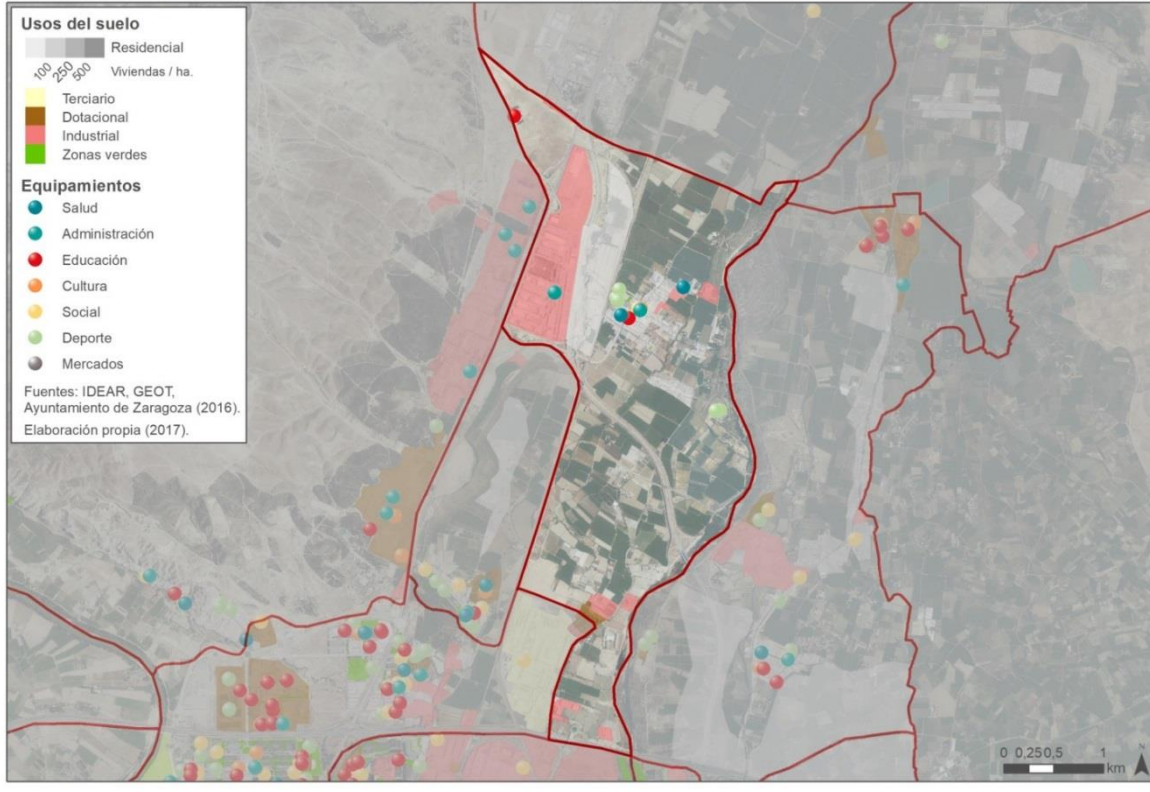 Usos del suelo
Residencial
100 250 500 Viviendas / ha.
Terciario
Dotacional
Industrial
Zonas verdes
Equipamientos
Salud
Administración
Educación
Cultura
Social
Deporte
Mercados
Fuentes: IDEAR, GEOT,
Ayuntamiento de Zaragoza (2016).
Elaboración propia (2017).
0 0,25 0,5 1
km
N